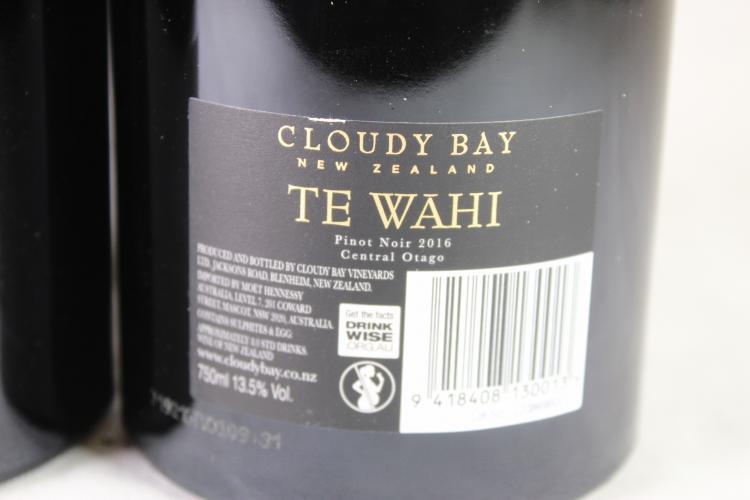 CLOUDY BAY
NEW ZEALAND
TE WĀHI
Pinot Noir 2016
Central Otago
PRODUCED AND BOTTLED BY CLOUDY BAY VINEYARDS
LTD, JACKSONS ROAD, BLENHEIM, NEW ZEALAND.
IMPORTED BY MOËT HENNESSY
AUSTRALIA, LEVEL 7, 201 COWARD
STREET, MASCOT, NSW 2020, AUSTRALIA.
CONTAINS SULPHITES & EGG
APPROXIMATELY 8.0 STD DRINKS.
WINE OF NEW ZEALAND
www.cloudybay.co.nz
750ml 13.5% Vol.
Get the facts
DRINK
WISE
.ORG.AU
9 418408 130013